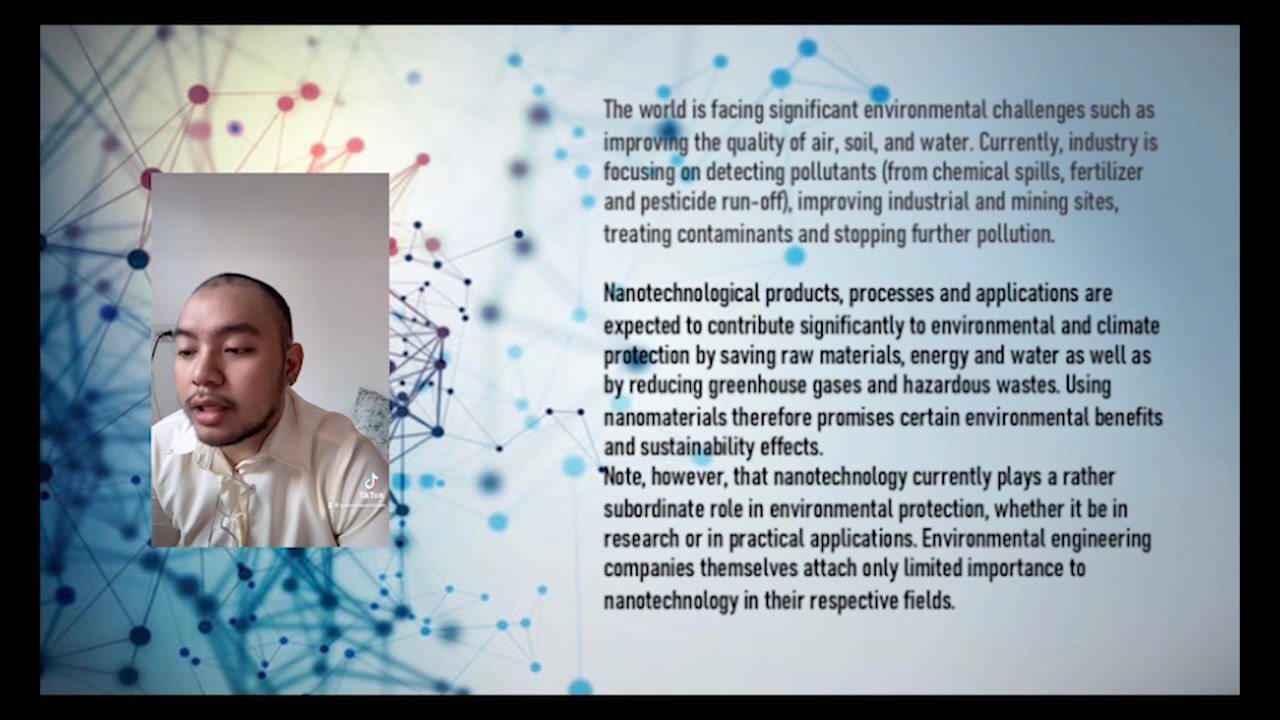 The world is facing significant environmental challenges such as
improving the quality of air, soil, and water. Currently, industry is
focusing on detecting pollutants (from chemical spills, fertilizer
and pesticide run-off), improving industrial and mining sites,
treating contaminants and stopping further pollution.
Nanotechnological products, processes and applications are
expected to contribute significantly to environmental and climate
protection by saving raw materials, energy and water as well as
by reducing greenhouse gases and hazardous wastes. Using
nanomaterials therefore promises certain environmental benefits
and sustainability effects.
Note, however, that nanotechnology currently plays a rather
subordinate role in environmental protection, whether it be in
research or in practical applications. Environmental engineering
companies themselves attach only limited importance to
nanotechnology in their respective fields.
TikTok